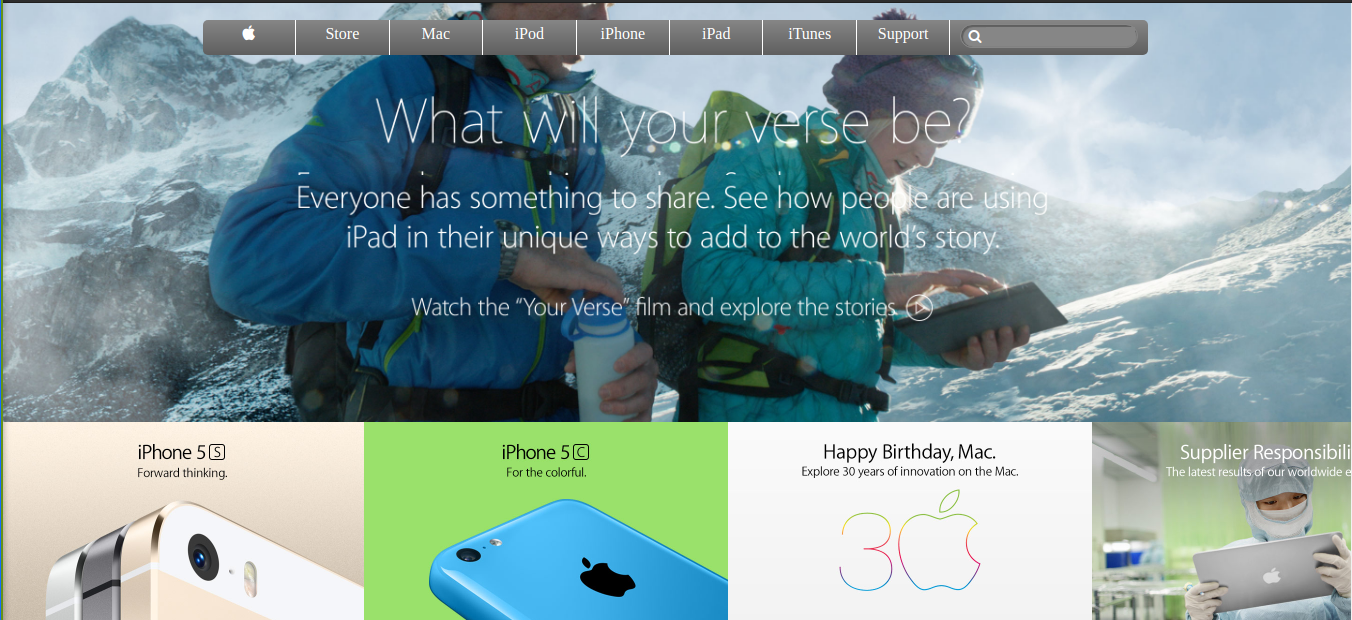 Store
Mac
iPod
iPhone
iPad
iTunes
Support
What will your verse be?
Everyone has something to share. See how people are using
iPad in their unique ways to add to the world's story.
Watch the “Your Verse” film and explore the stories
iPhone 5S
Forward thinking.
iPhone 5C
For the colorful.
Happy Birthday, Mac.
Explore 30 years of innovation on the Mac.
30
Supplier
The latest results of our worldwide